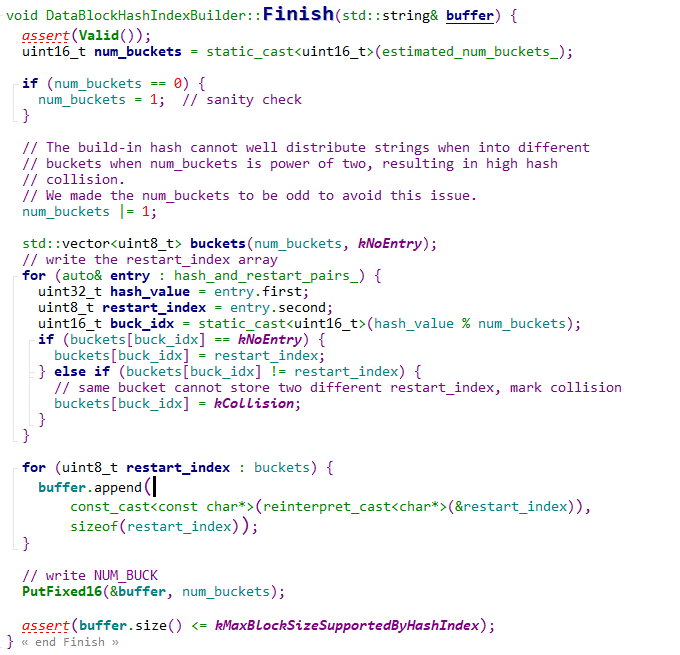 void DataBlockHashIndexBuilder::Finish(std::string& buffer) {
  assert(Valid());
  uint16_t num_buckets = static_cast<uint16_t>(estimated_num_buckets_);

  if (num_buckets == 0) {
    num_buckets = 1;  // sanity check
  }

  // The build-in hash cannot well distribute strings when into different
  // buckets when num_buckets is power of two, resulting in high hash
  // collision.
  // We made the num_buckets to be odd to avoid this issue.
  num_buckets |= 1;

  std::vector<uint8_t> buckets(num_buckets, kNoEntry);
  // write the restart_index array
  for (auto& entry : hash_and_restart_pairs_) {
    uint32_t hash_value = entry.first;
    uint8_t restart_index = entry.second;
    uint16_t buck_idx = static_cast<uint16_t>(hash_value % num_buckets);
    if (buckets[buck_idx] == kNoEntry) {
      buckets[buck_idx] = restart_index;
    } else if (buckets[buck_idx] != restart_index) {
      // same bucket cannot store two different restart_index, mark collision
      buckets[buck_idx] = kCollision;
    }
  }

  for (uint8_t restart_index : buckets) {
    buffer.append(
        const_cast<const char*>(reinterpret_cast<char*>(&restart_index)),
        sizeof(restart_index));
  }

  // write NUM_BUCK
  PutFixed16(&buffer, num_buckets);

  assert(buffer.size() <= kMaxBlockSizeSupportedByHashIndex);
} « end Finish »